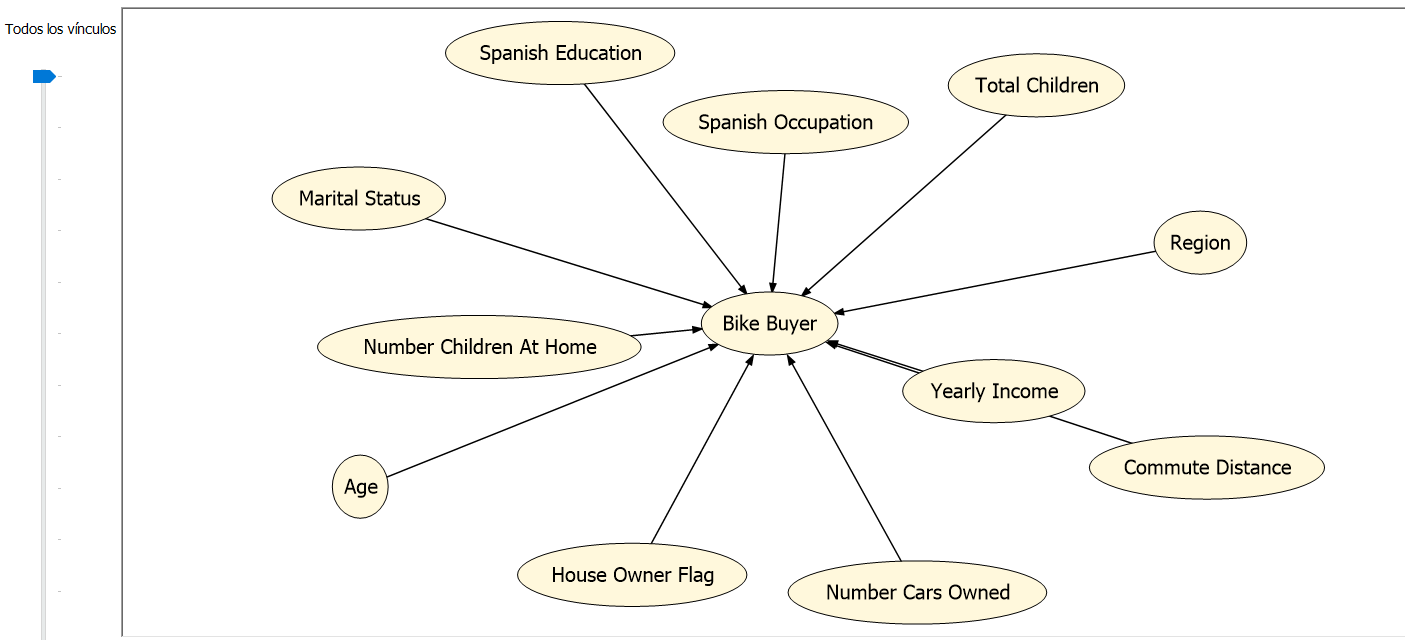 Todos los vínculos
Spanish Education
Total Children
Spanish Occupation
Marital Status
Region
Bike Buyer
Number Children At Home
Yearly Income
Commute Distance
Age
House Owner Flag
Number Cars Owned